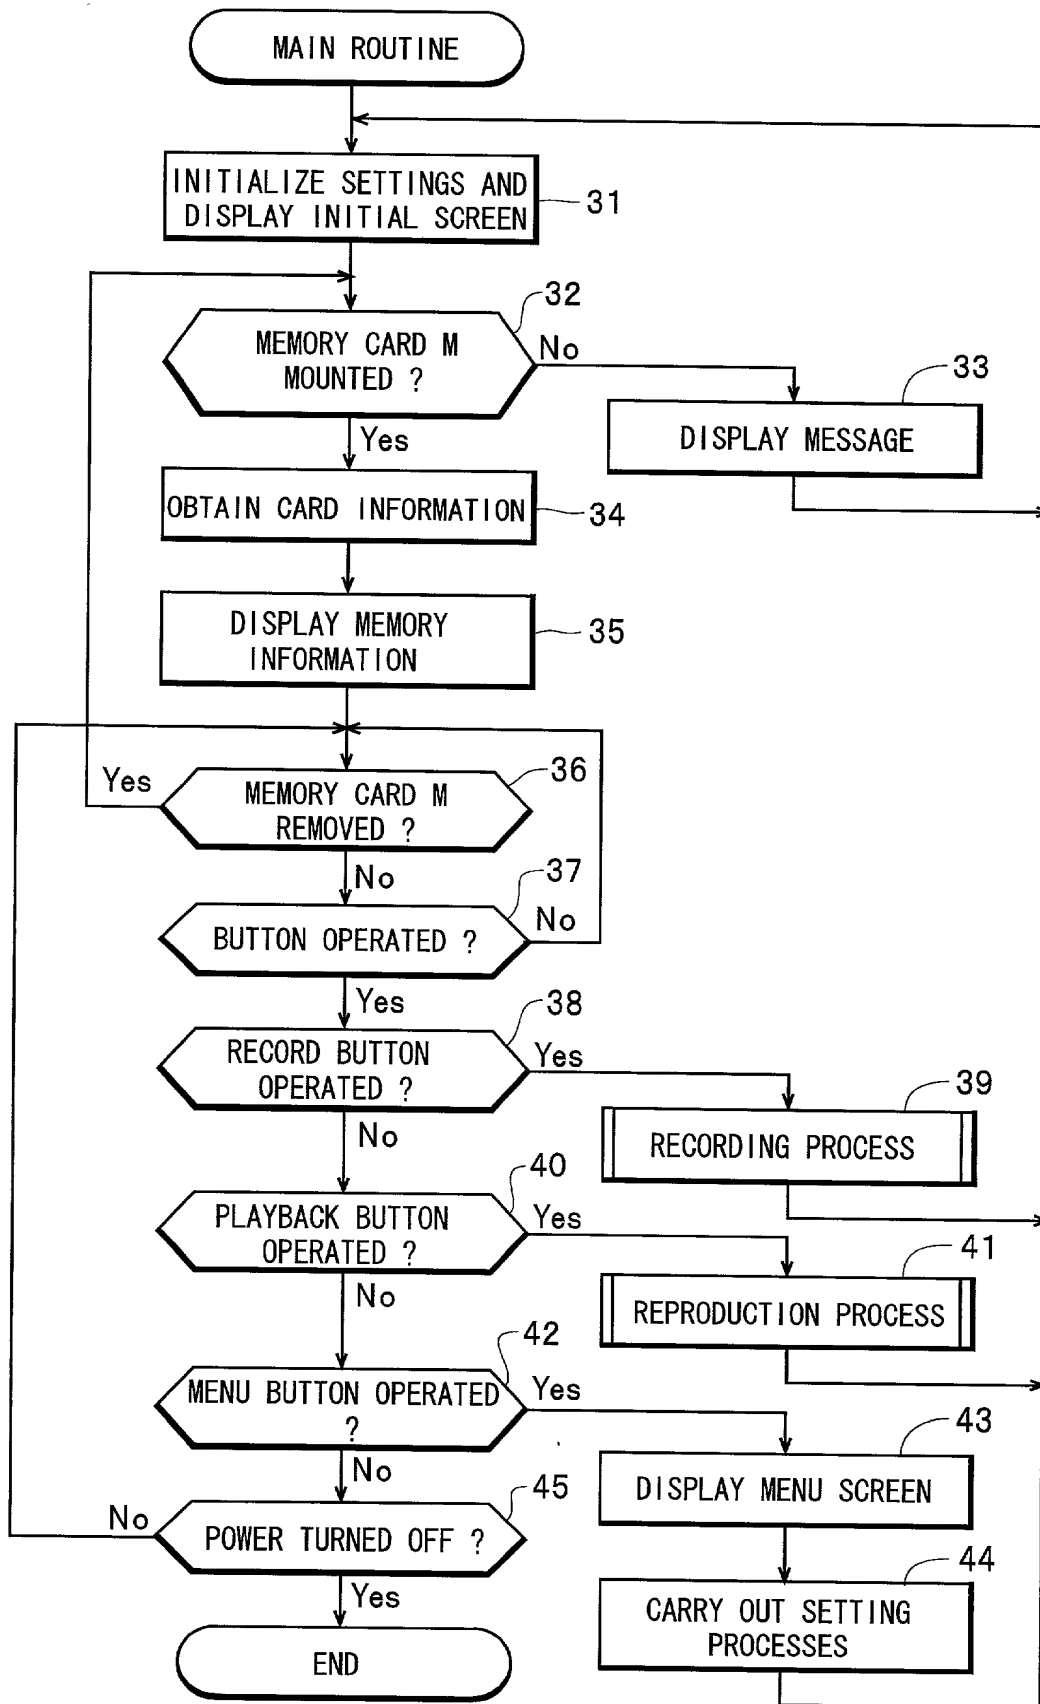 MAIN ROUTINE
INITIALIZE SETTINGS AND
DISPLAY INITIAL SCREEN
31
32
MEMORY CARD M
MOUNTED ?
No
33
DISPLAY MESSAGE
Yes
OBTAIN CARD INFORMATION
34
DISPLAY MEMORY
INFORMATION
35
Yes
36
MEMORY CARD M
REMOVED ?
No
37
BUTTON OPERATED ?
No
Yes
38
RECORD BUTTON
OPERATED ?
Yes
39
RECORDING PROCESS
No
40
PLAYBACK BUTTON
OPERATED ?
Yes
41
REPRODUCTION PROCESS
No
42
MENU BUTTON OPERATED
?
Yes
43
DISPLAY MENU SCREEN
No
45
POWER TURNED OFF ?
No
44
CARRY OUT SETTING
PROCESSES
Yes
END